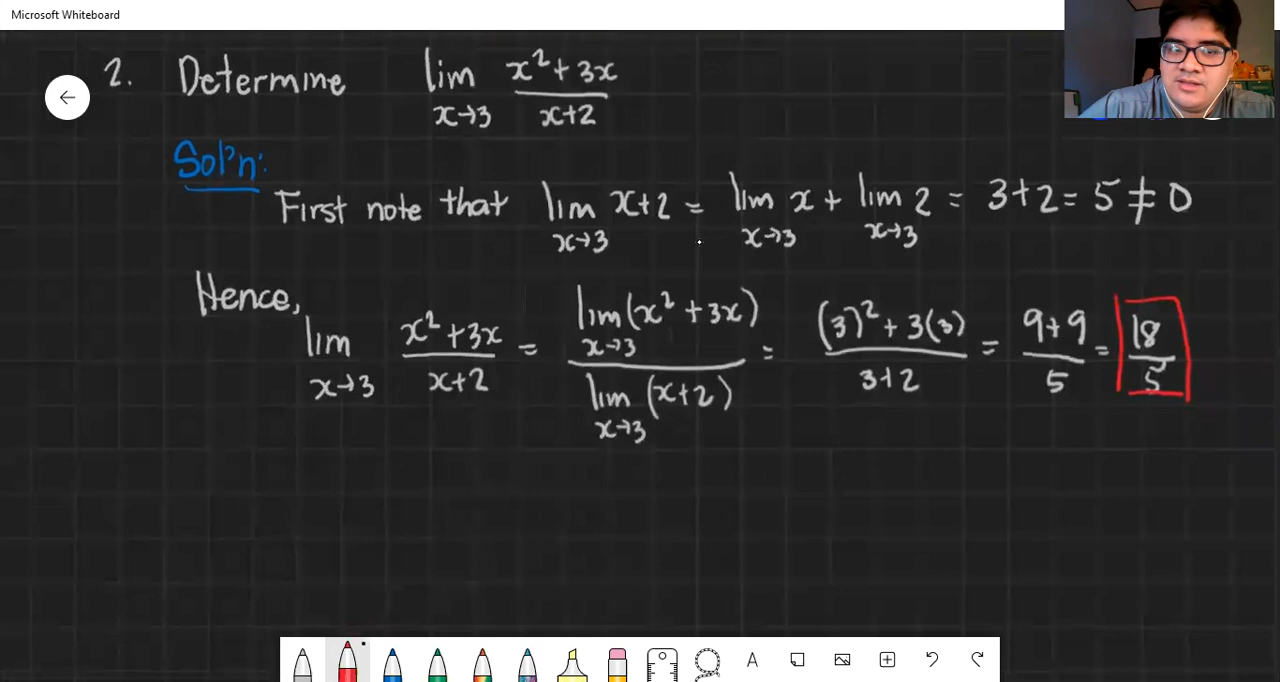 Microsoft Whiteboard
2. Determine lim x→3 x²+3x / x+2
Sol'n:
First note that lim x→3 x+2 = lim x→3 x + lim x→3 2 = 3+2 = 5 ≠ 0
Hence,
lim x→3 x²+3x / x+2 = lim x→3 (x²+3x) / lim x→3 (x+2) = (3)²+3(3) / 3+2 = 9+9 / 5 = 18 / 5
A